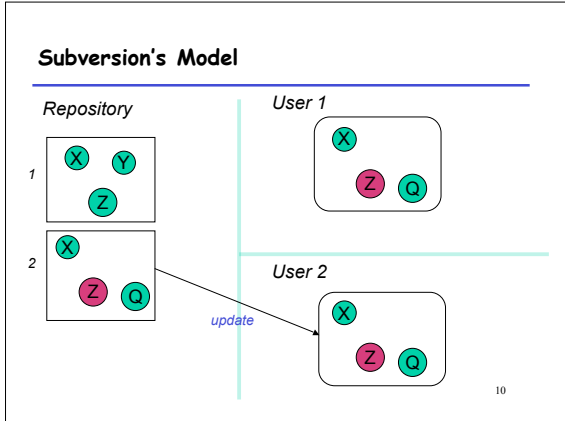 Subversion's Model
Repository
1
X Y
Z
2
X
Z Q
update
User 1
X
Z Q
User 2
X
Z Q
10